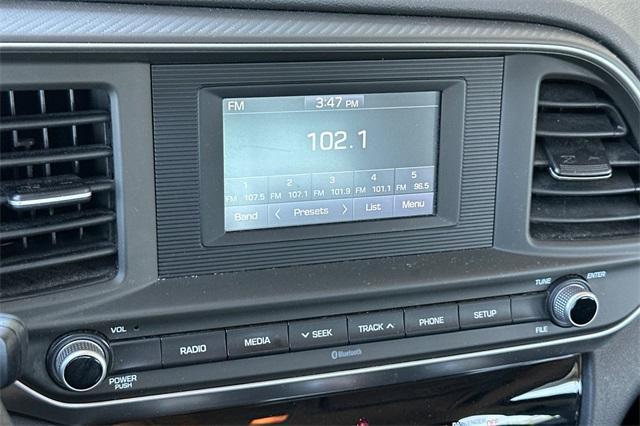 FM 3:47 PM
102.1
1 2 3 4 5
FM 107.5 FM 107.1 FM 101.9 FM 101.1 FM 96.5
Band < Presets > List Menu
VOL
TUNE ENTER
RADIO MEDIA SEEK TRACK PHONE SETUP
FILE
Bluetooth
POWER
PUSH
PASSENGER OFF